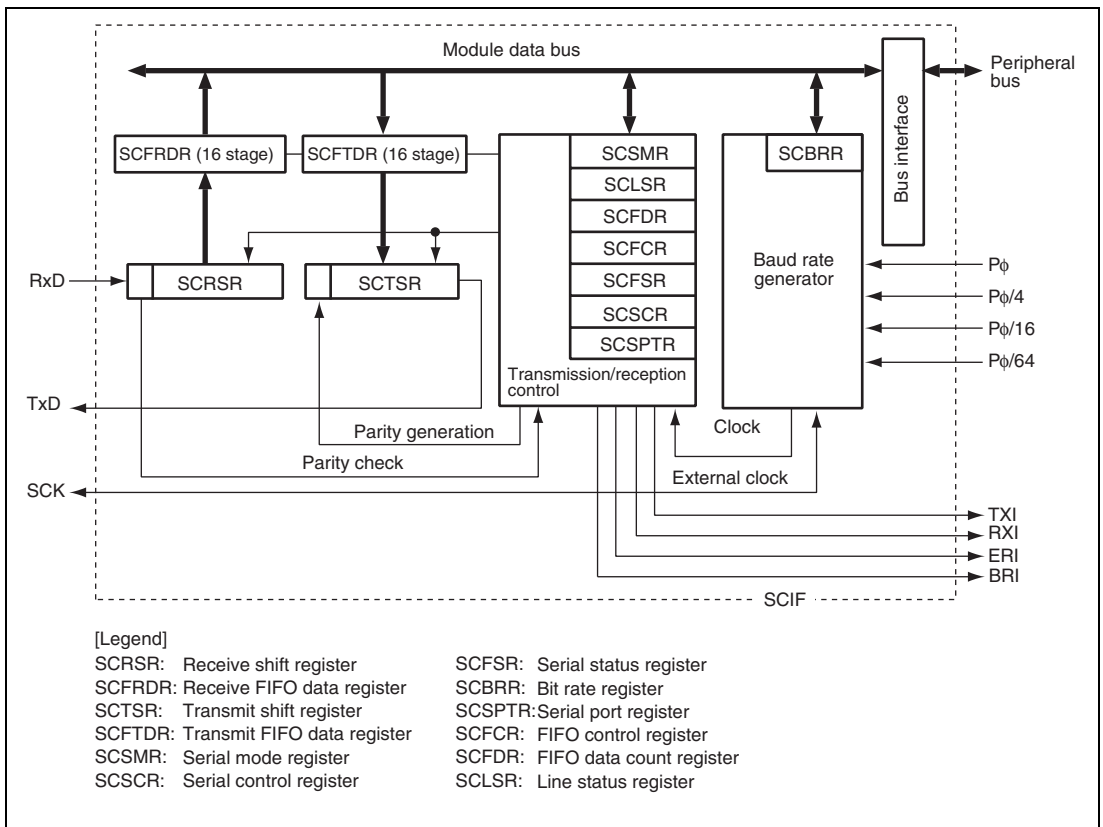 Module data bus
Peripheral
bus
Bus interface
SCFRDR (16 stage)
SCFTDR (16 stage)
SCSMR
SCLSR
SCFDR
SCFCR
SCFSR
SCSCR
SCSPTR
Transmission/reception
control
SCBRR
Baud rate
generator
RxD
SCRSR
SCTSR
Pφ
Pφ/4
Pφ/16
Pφ/64
TxD
Parity generation
Parity check
Clock
External clock
SCK
TXI
RXI
ERI
BRI
SCIF
[Legend]
SCRSR: Receive shift register
SCFRDR: Receive FIFO data register
SCTSR: Transmit shift register
SCFTDR: Transmit FIFO data register
SCSMR: Serial mode register
SCSCR: Serial control register
SCFSR: Serial status register
SCBRR: Bit rate register
SCSPTR:Serial port register
SCFCR: FIFO control register
SCFDR: FIFO data count register
SCLSR: Line status register